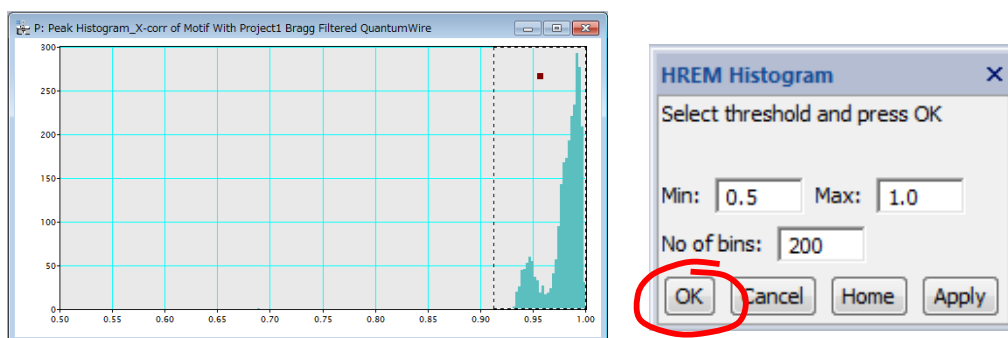 P: Peak Histogram_X-corr of Motif With Project1 Bragg Filtered QuantumWire
300
250
200
150
100
50
0
0.50 0.55 0.60 0.65 0.70 0.75 0.80 0.85 0.90 0.95 1.00
HREM Histogram
Select threshold and press OK
Min: 0.5 Max: 1.0
No of bins: 200
OK Cancel Home Apply